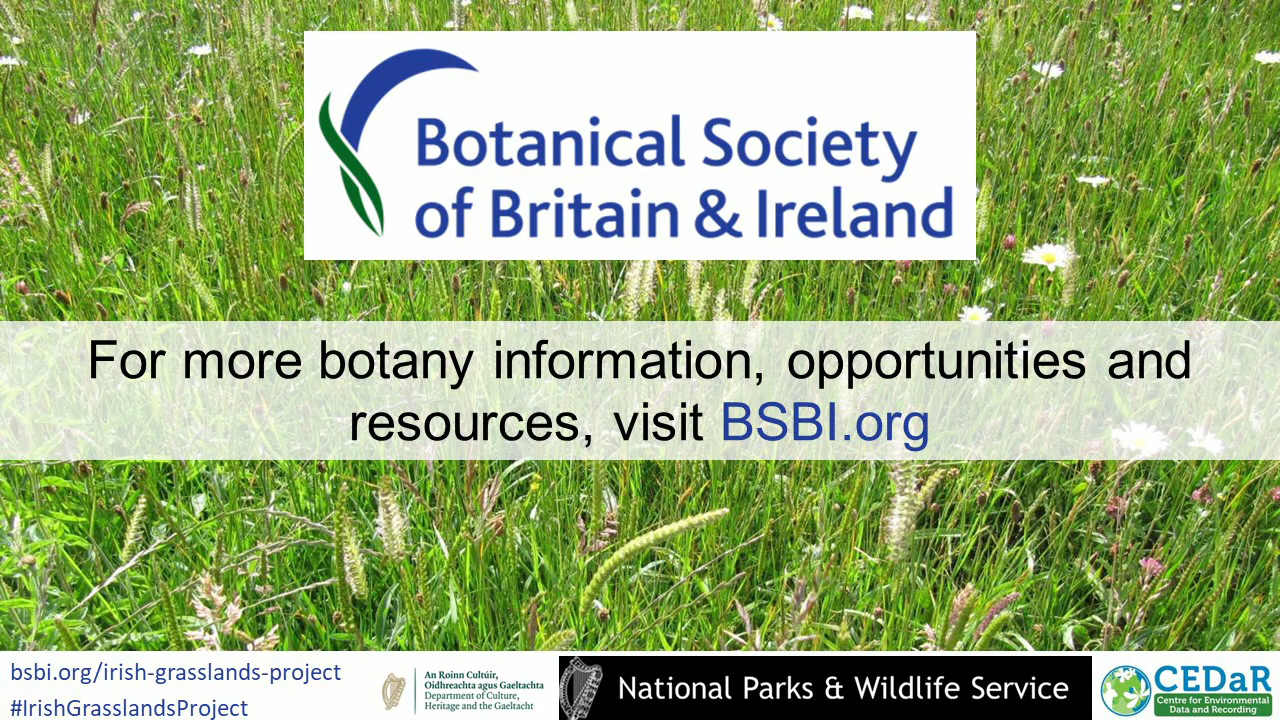 Botanical Society
of Britain & Ireland
For more botany information, opportunities and
resources, visit BSBI.org
bsbi.org/irish-grasslands-project
#IrishGrasslandsProject
An Roinn Cultúir,
Oidhreachta agus Gaeltachta
Department of Culture,
Heritage and the Gaeltacht
National Parks & Wildlife Service
CEDaR
Centre for Environmental
Data and Recording